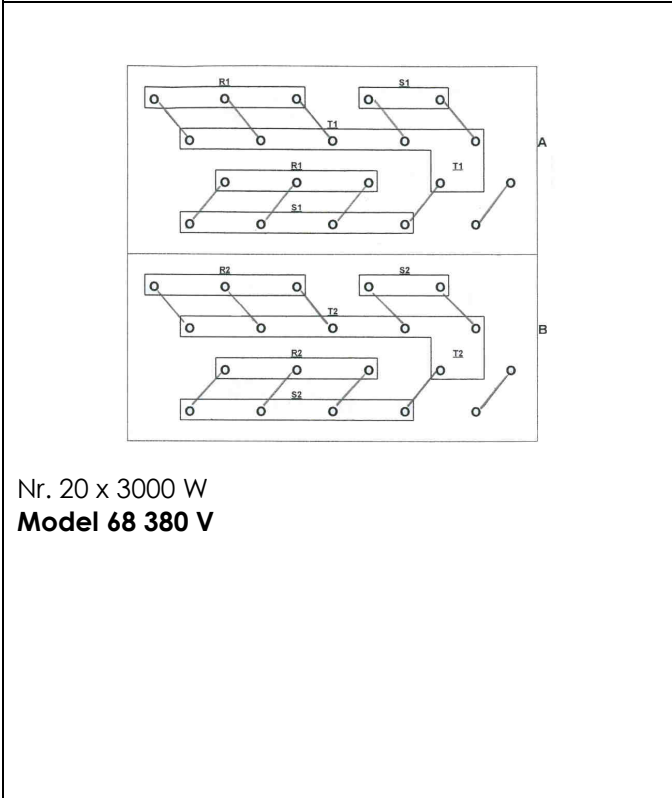 R1 S1
T1
A
R1 T1
S1
R2 S2
T2
B
R2 T2
S2
Nr. 20 x 3000 W
Model 68 380 V